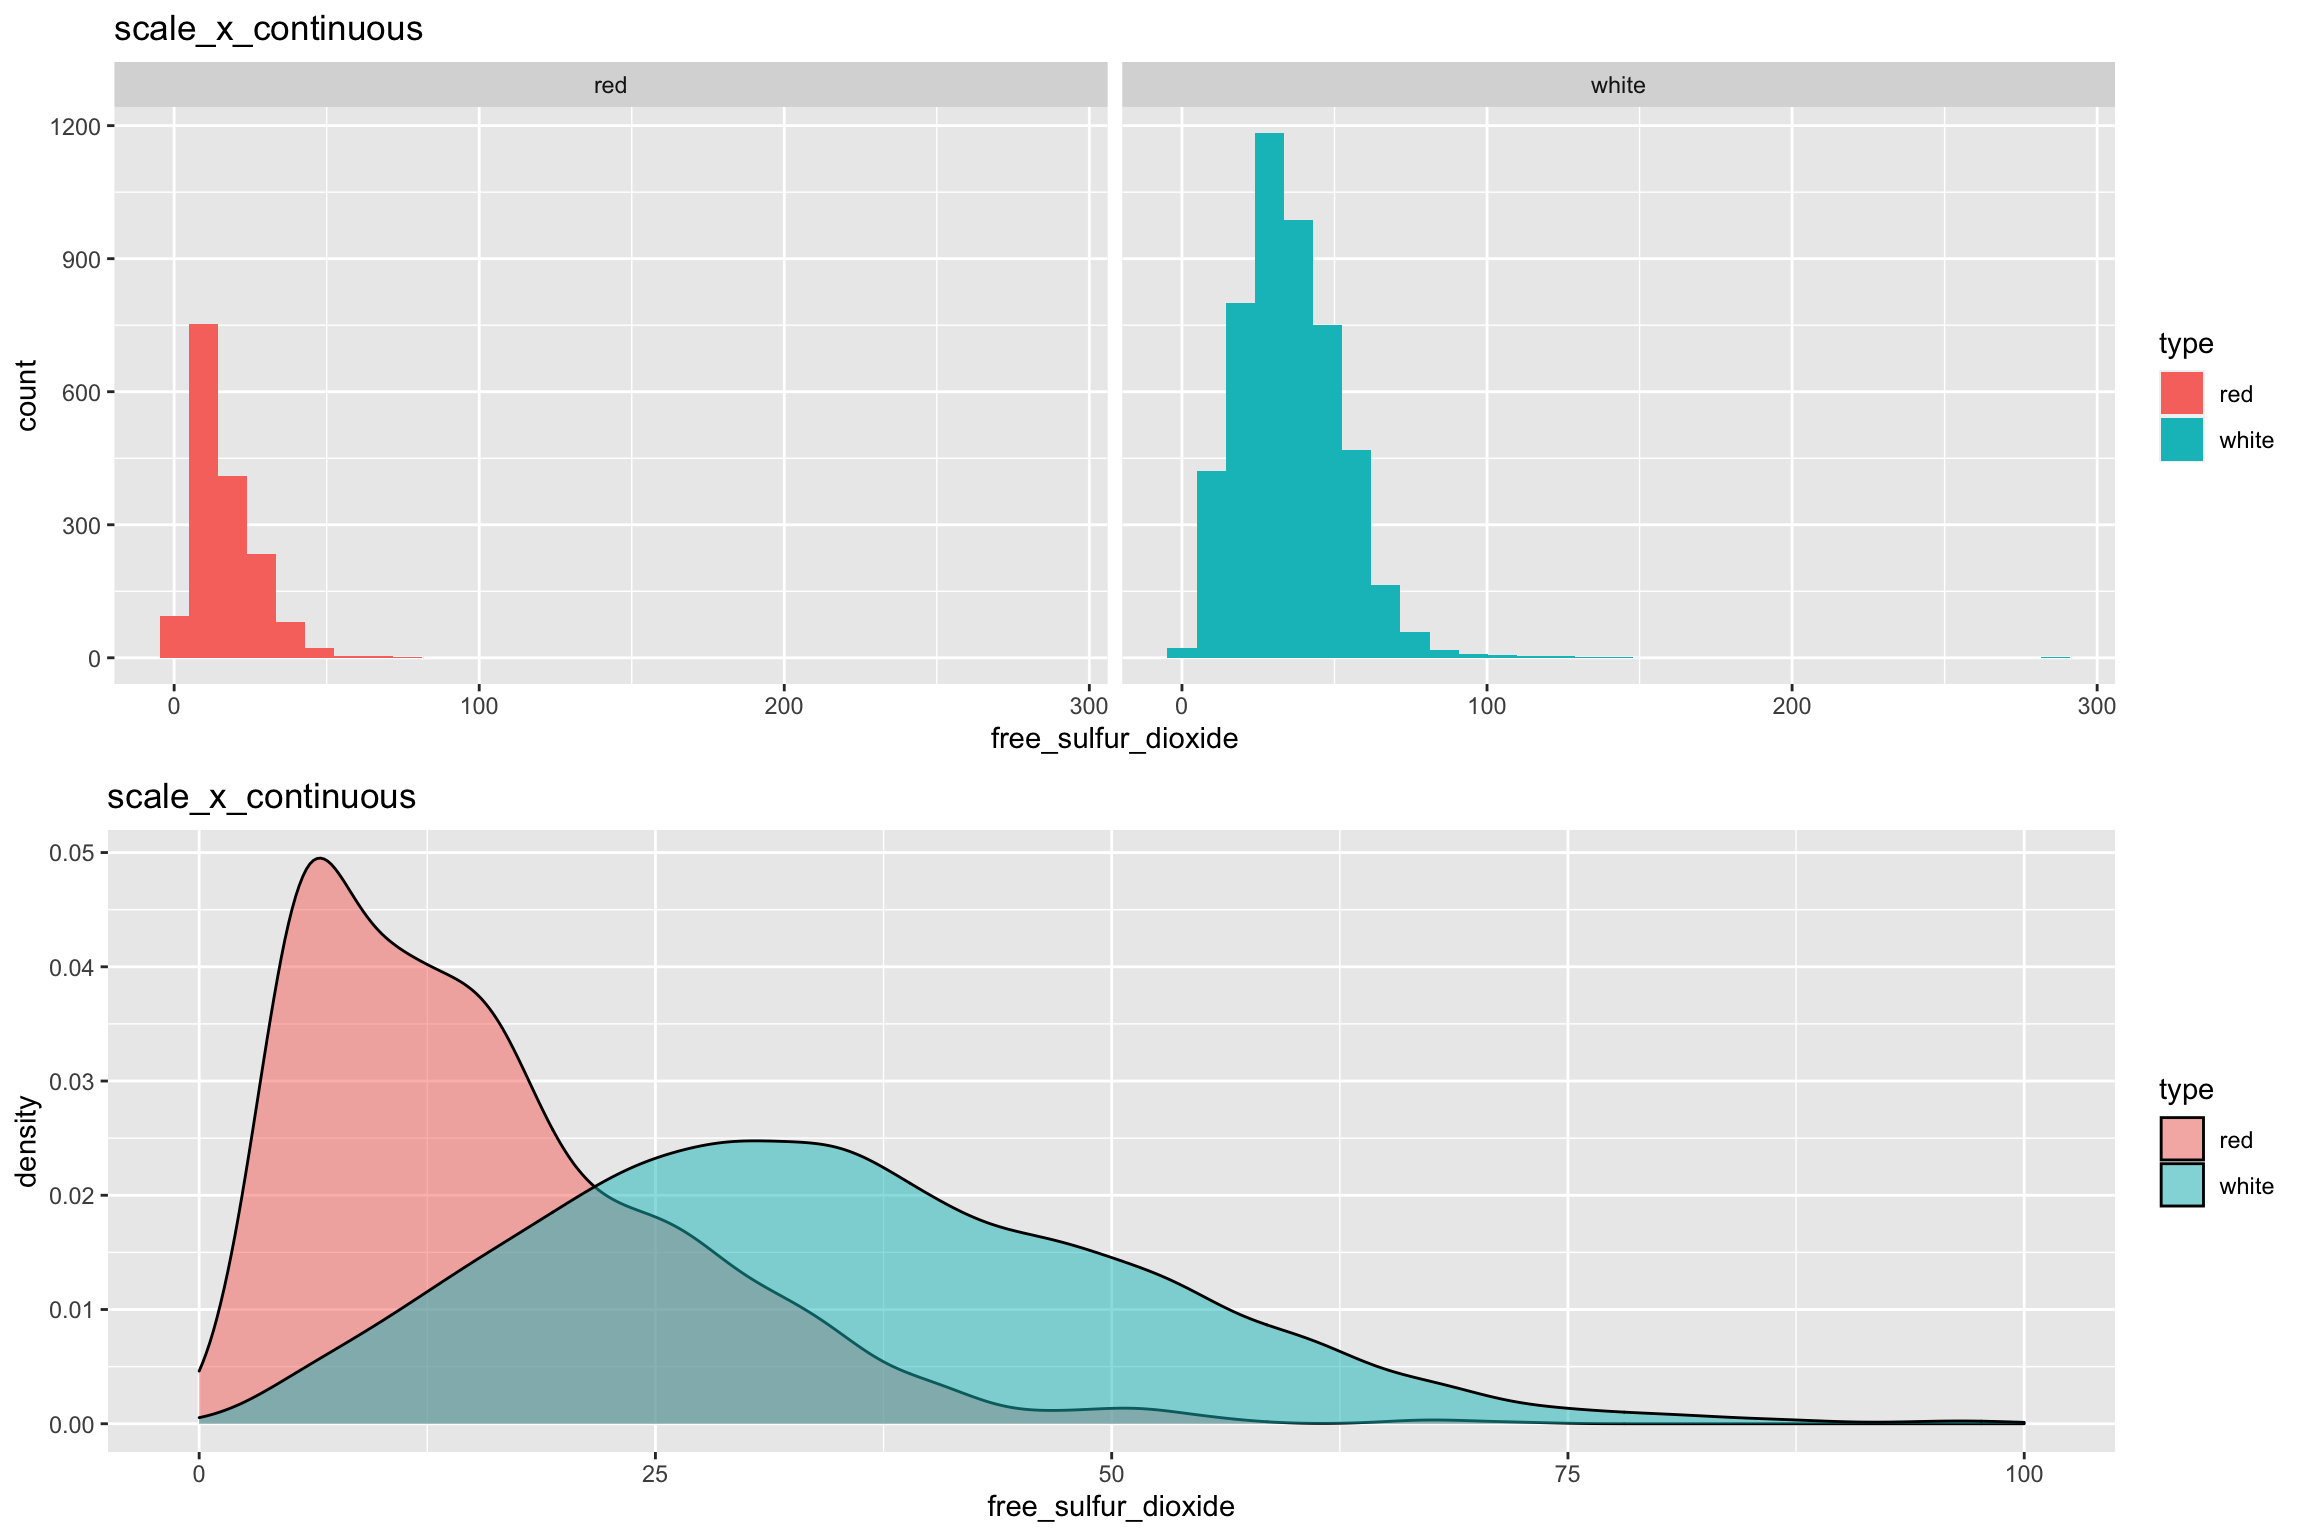 scale_x_continuous
red
white
1200
900
600
300
0
count
0 100 200 300
0 100 200 300
free_sulfur_dioxide
type
red
white
scale_x_continuous
0.05
0.04
0.03
0.02
0.01
0.00
density
0 25 50 75 100
free_sulfur_dioxide
type
red
white